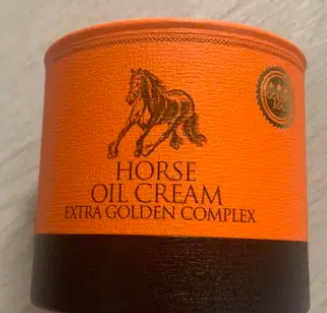 HORSE
OIL CREAM
EXTRA GOLDEN COMPLEX